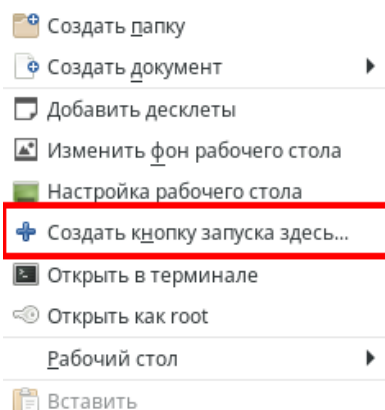 Создать папку
Создать документ
Добавить десклеты
Изменить фон рабочего стола
Настройка рабочего стола
Создать кнопку запуска здесь...
Открыть в терминале
Открыть как root
Рабочий стол
Вставить